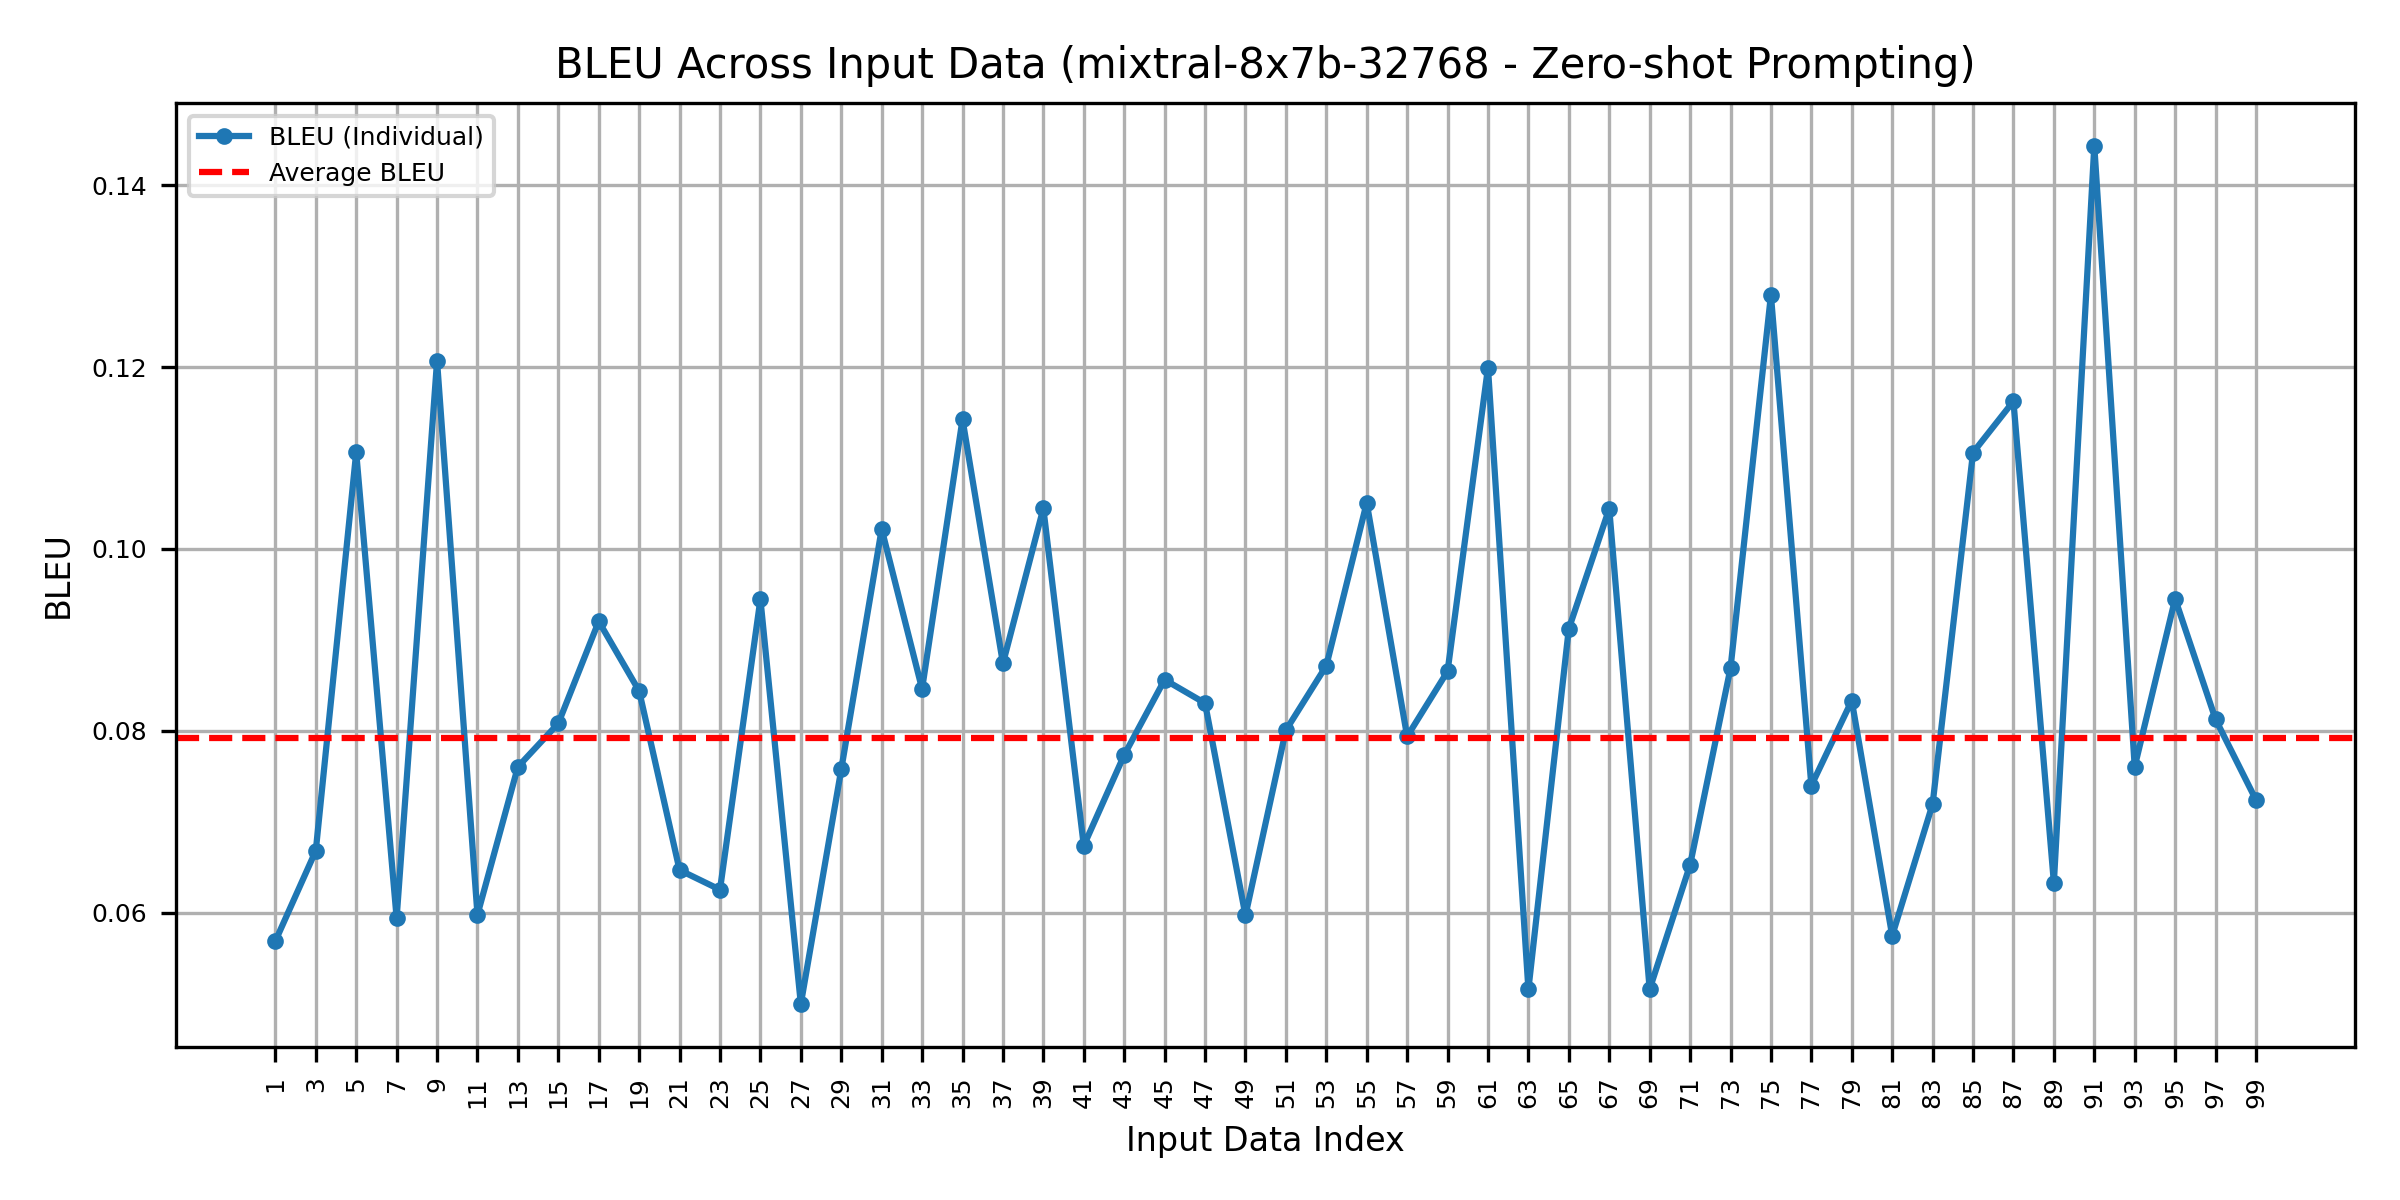 BLEU Across Input Data (mixtral-8x7b-32768 - Zero-shot Prompting)
BLEU (Individual)
Average BLEU
BLEU
0.14
0.12
0.10
0.08
0.06
1 3 5 7 9 11 13 15 17 19 21 23 25 27 29 31 33 35 37 39 41 43 45 47 49 51 53 55 57 59 61 63 65 67 69 71 73 75 77 79 81 83 85 87 89 91 93 95 97 99
Input Data Index